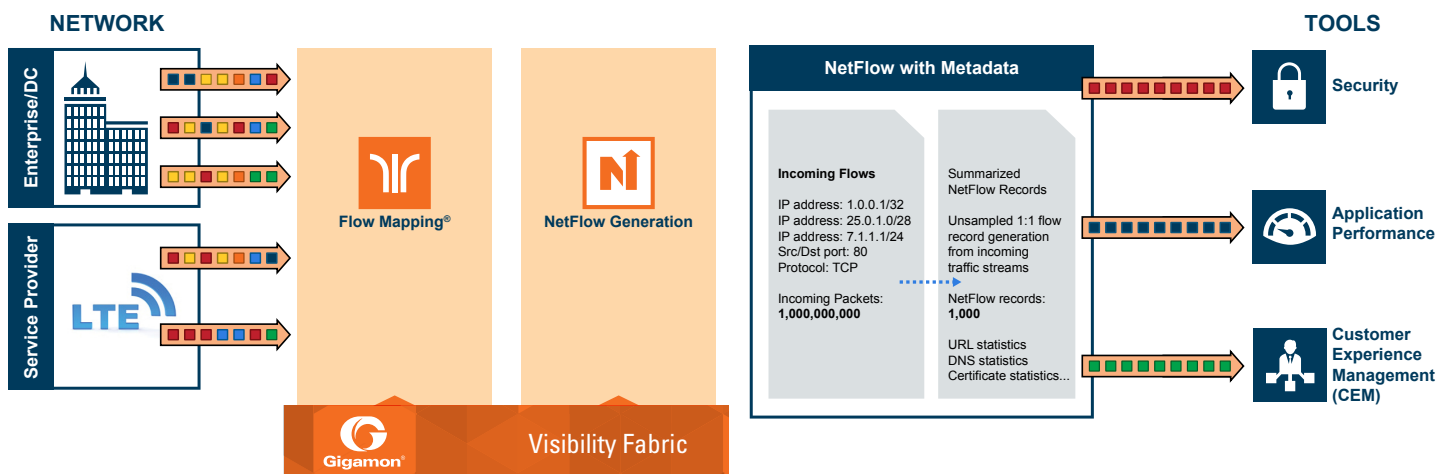 NETWORK
TOOLS
Enterprise/DC
Service Provider
LTE
Flow Mapping®
NetFlow Generation
Gigamon®
Visibility Fabric
NetFlow with Metadata
Incoming Flows
IP address: 1.0.0.1/32
IP address: 25.0.1.0/28
IP address: 7.1.1.1/24
Src/Dst port: 80
Protocol: TCP
Incoming Packets:
1,000,000,000
Summarized
NetFlow Records
Unsampled 1:1 flow
record generation
from incoming
traffic streams
NetFlow records:
1,000
URL statistics
DNS statistics
Certificate statistics...
Security
Application
Performance
Customer
Experience
Management
(CEM)